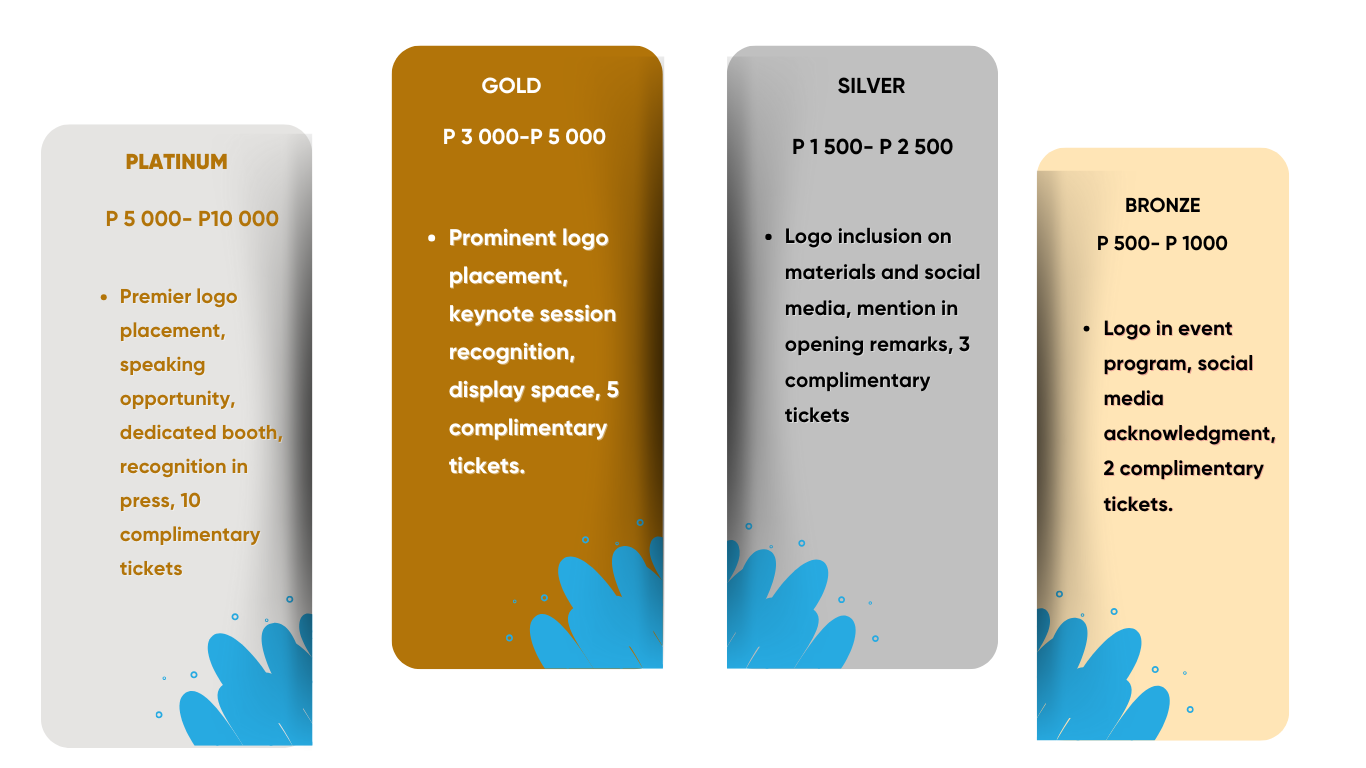 PLATINUM
P 5 000- P10 000
• Premier logo
placement,
speaking
opportunity,
dedicated booth,
recognition in
press, 10
complimentary
tickets
GOLD
P 3 000-P 5 000
• Prominent logo
placement,
keynote session
recognition,
display space, 5
complimentary
tickets.
SILVER
P 1 500- P 2 500
• Logo inclusion on
materials and social
media, mention in
opening remarks, 3
complimentary
tickets
BRONZE
P 500- P 1000
• Logo in event
program, social
media
acknowledgment,
2 complimentary
tickets.